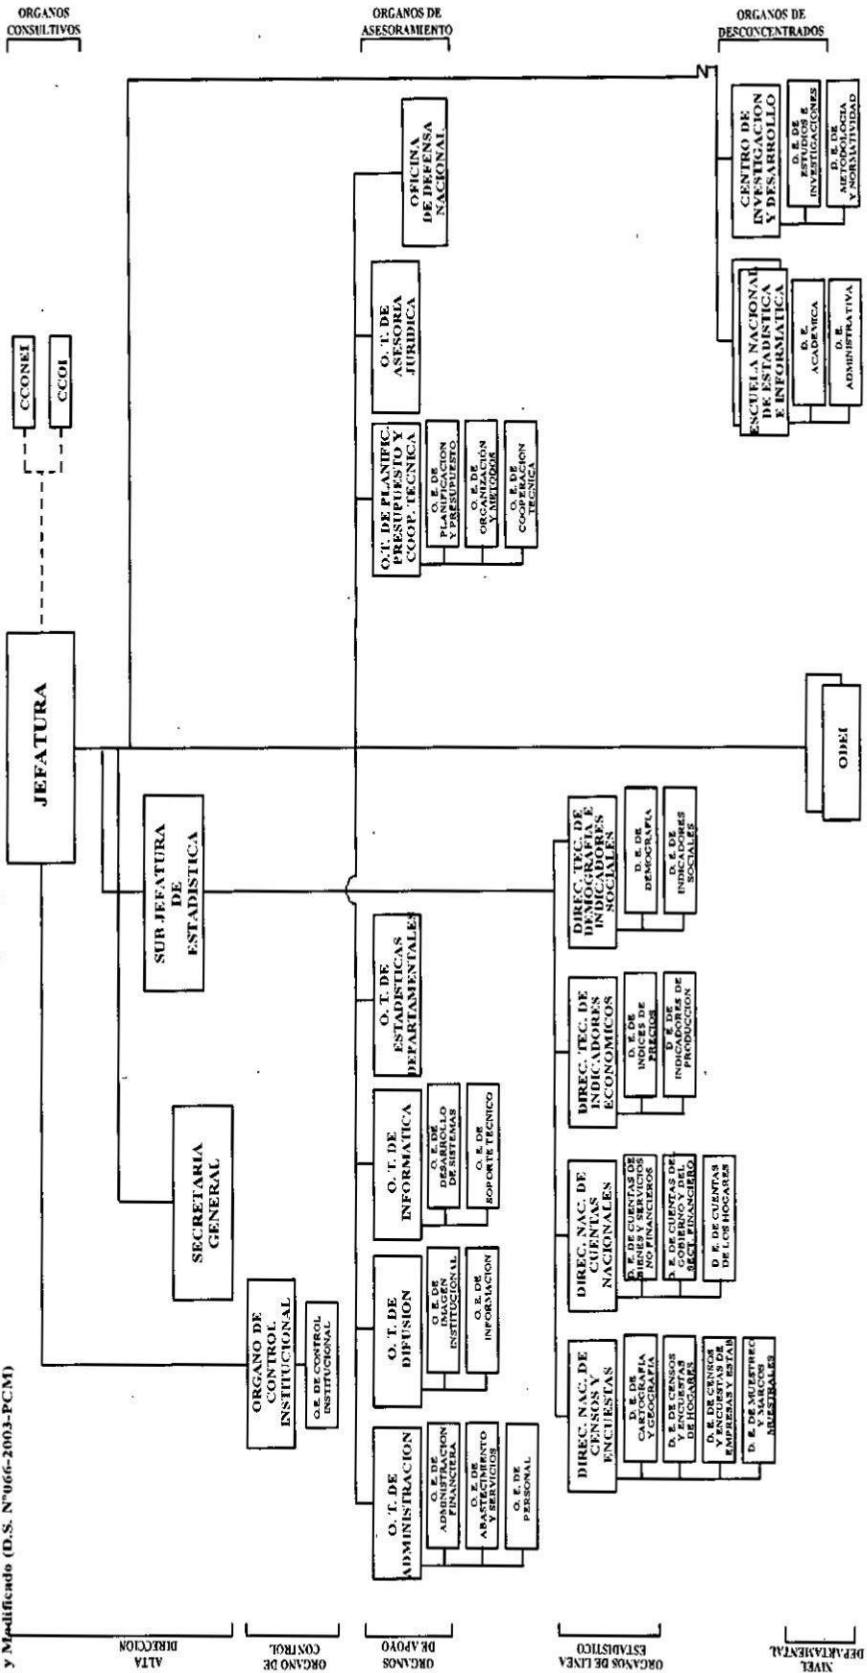 y Modificado (D.S. N°066-2003-PCM)
ORGANOS
CONSULTIVOS
JEFATURA
CCONEI
CCOI
ALTA
DIRECCION
SUB JEFATURA
DE
ESTADISTICA
SECRETARIA
GENERAL
ORGANO DE
CONTROL
ORGANO DE
CONTROL
INSTITUCIONAL
O.E. DE CONTROL
INSTITUCIONAL
ORGANOS
DE APOYO
O. T. DE
ADMINISTRACION
O. E. DE
ADMINISTRACION
FINANCIERA
O. E. DE
ABASTECIMIENTO
Y SERVICIOS
O. E. DE
PERSONAL
O. T. DE
DIFUSION
O. E. DE
IMAGEN
INSTITUCIONAL
O. E. DE
INFORMACION
O. T. DE
INFORMATICA
O. E. DE
DESARROLLO
DE SISTEMAS
O. E. DE
SOPORTE TECNICO
O. T. DE
ESTADISTICAS
DEPARTAMENTALES
ORGANOS DE
ASESORAMIENTO
O.T. DE PLANIFIC.
PRESUPUESTO Y
COOP. TECNICA
O. E. DE
PLANIFICACION
Y PRESUPUESTO
O. E. DE
ORGANIZACIÓN
Y METODOS
O. E. DE
COOPERACION
TECNICA
O. T. DE
ASESORIA
JURIDICA
OFICINA
DE DEFENSA
NACIONAL
ORGANOS DE LINEA
ESTADISTICO
DIREC. NAC. DE
CENSOS Y
ENCUESTAS
D. E. DE
CARTOGRAFIA
Y GEOGRAFIA
D. E. DE CENSOS
Y ENCUESTAS
DE HOGARES
D. E. DE CENSOS
Y ENCUESTAS DE
EMPRESAS Y ESTAB
D. E. DE MUESTREO
Y MARCOS
MUESTRALES
DIREC. NAC. DE
CUENTAS
NACIONALES
D. E. DE CUENTAS DE
BIENES Y SERVICIOS
NO FINANCIEROS
D. E. DE CUENTAS DEL
GOBIERNO Y DEL
SECT. FINANCIERO
D. E. DE CUENTAS
DE LOS HOGARES
DIREC. TEC. DE
INDICADORES
ECONOMICOS
D. E. DE
INDICES DE
PRECIOS
D E DE
INDICADORES DE
PRODUCCION
DIREC. TEC. DE
DEMOGRAFIA E
INDICADORES
SOCIALES
D. E. DE
DEMOGRAFIA
D. E. DE
INDICADORES
SOCIALES
ORGANOS DE
DESCONCENTRADOS
ESCUELA NACIONAL
DE ESTADISTICA
E INFORMATICA
D. E.
ACADEMICA
D. E.
ADMINISTRATIVA
CENTRO DE
INVESTIGACION
Y DESARROLLO
D. E. DE
ESTUDIOS E
INVESTIGACIONES
D. E. DE
METODOLOGIA
Y NORMATIVIDAD
NIVEL
DEPARTAMENTAL
ODEI